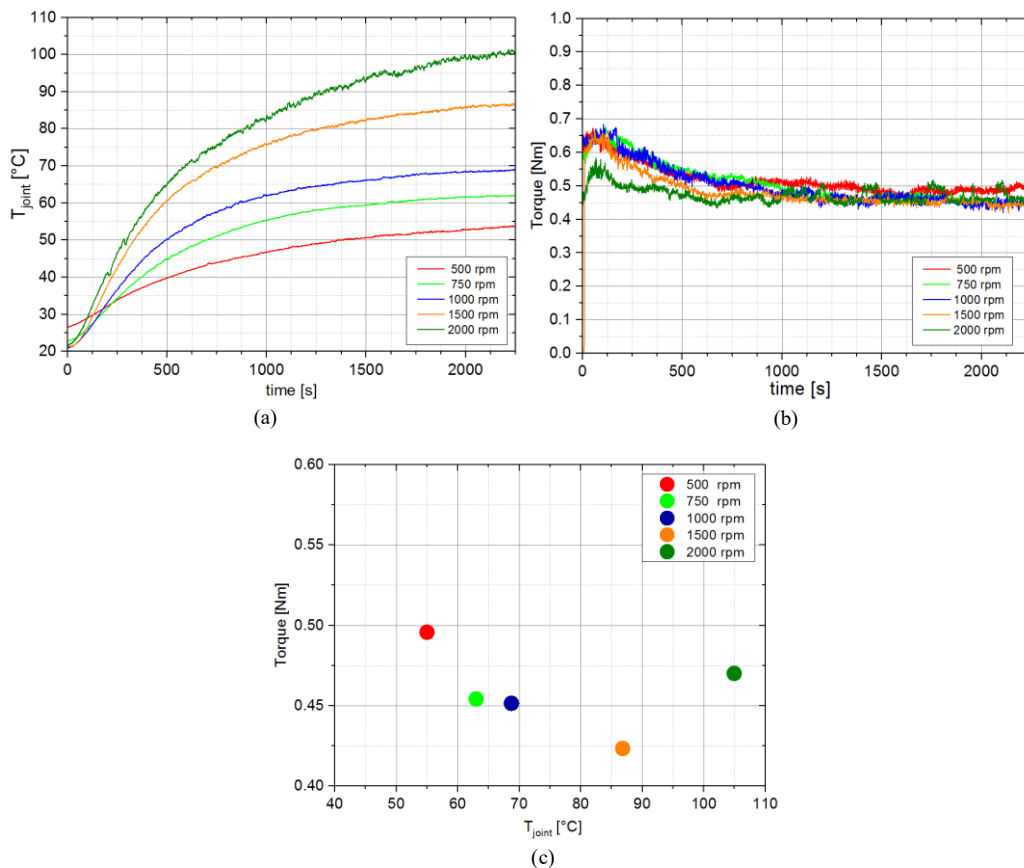 110
100
90
80
70
60
50
40
30
20
T_joint [°C]
0 500 1000 1500 2000
time [s]
500 rpm
750 rpm
1000 rpm
1500 rpm
2000 rpm
(a)
1.0
0.9
0.8
0.7
0.6
0.5
0.4
0.3
0.2
0.1
0.0
Torque [Nm]
0 500 1000 1500 2000
time [s]
500 rpm
750 rpm
1000 rpm
1500 rpm
2000 rpm
(b)
0.60
0.55
0.50
0.45
0.40
Torque [Nm]
40 50 60 70 80 90 100 110
T_joint [°C]
500 rpm
750 rpm
1000 rpm
1500 rpm
2000 rpm
(c)